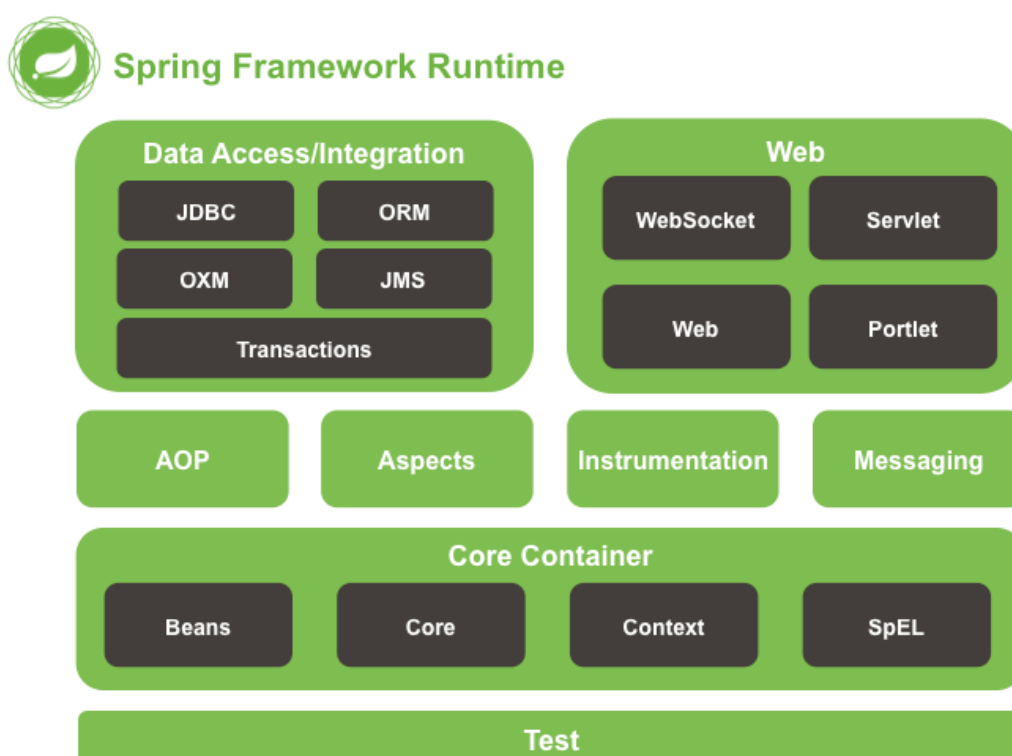 Spring Framework Runtime
Data Access/Integration
JDBC ORM
OXM JMS
Transactions
Web
WebSocket Servlet
Web Portlet
AOP Aspects Instrumentation Messaging
Core Container
Beans Core Context SpEL
Test